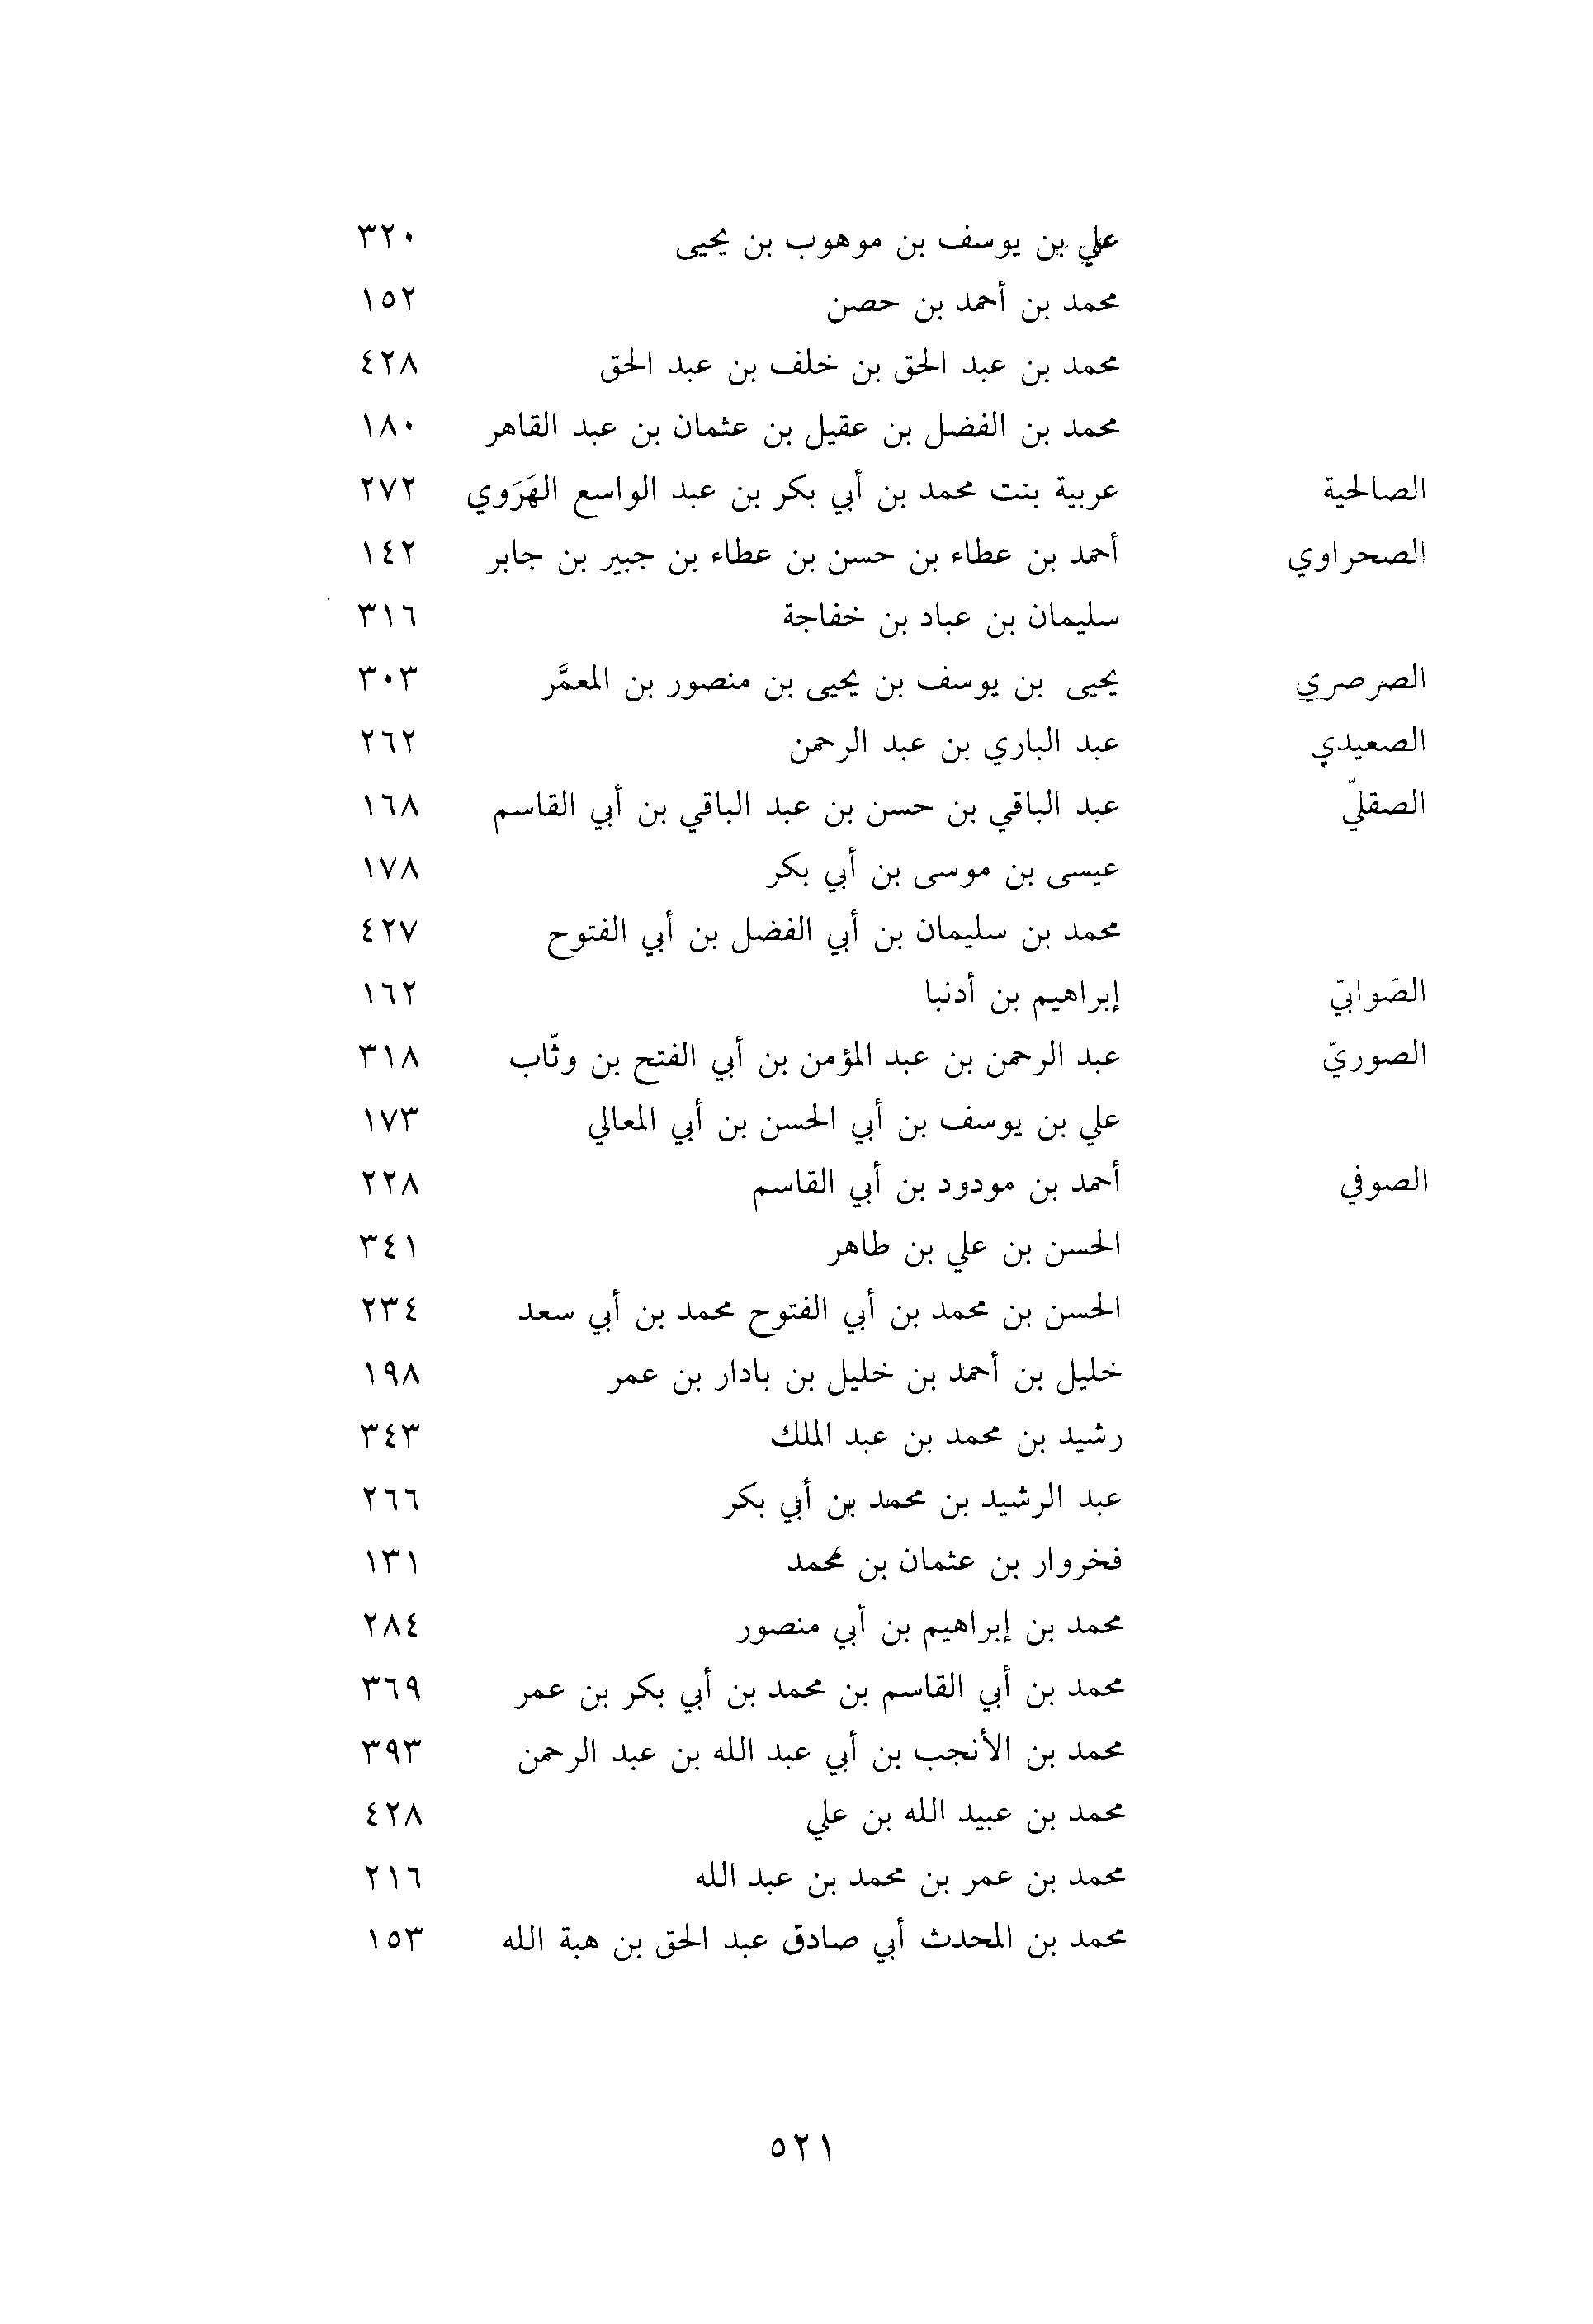 علي بن يوسف بن موهوب بن يحيى ٣٢٠
محمد بن أحمد بن حصن ١٥٢
محمد بن عبد الحق بن خلف بن عبد الحق ٤٢٨
محمد بن الفضل بن عقيل بن عثمان بن عبد القاهر ١٨٠
الصالحية عربية بنت محمد بن أبي بكر بن عبد الواسع الهَرَوي ٢٧٢
الصحراوي أحمد بن عطاء بن حسن بن عطاء بن جبير بن جابر ١٤٢
سليمان بن عباد بن خفاجة ٣١٦
الصرصري يحيى بن يوسف بن يحيى بن منصور بن المعمَّر ٣٠٣
الصعيدي عبد الباري بن عبد الرحمن ٢٦٢
الصقليّ عبد الباقي بن حسن بن عبد الباقي بن أبي القاسم ١٦٨
عيسى بن موسى بن أبي بكر ١٧٨
محمد بن سليمان بن أبي الفضل بن أبي الفتوح ٤٢٧
الصّوابيّ إبراهيم بن أدنبا ١٦٢
الصوريّ عبد الرحمن بن عبد المؤمن بن أبي الفتح بن وثّاب ٣١٨
علي بن يوسف بن أبي الحسن بن أبي المعالي ١٧٣
الصوفي أحمد بن مودود بن أبي القاسم ٢٢٨
الحسن بن علي بن طاهر ٣٤١
الحسن بن محمد بن أبي الفتوح محمد بن أبي سعد ٢٣٤
خليل بن أحمد بن خليل بن بادار بن عمر ١٩٨
رشيد بن محمد بن عبد الملك ٣٤٣
عبد الرشيد بن محمد بن أبي بكر ٢٦٦
فخروار بن عثمان بن محمد ١٣١
محمد بن إبراهيم بن أبي منصور ٢٨٤
محمد بن أبي القاسم بن محمد بن أبي بكر بن عمر ٣٦٩
محمد بن الأنجب بن أبي عبد الله بن عبد الرحمن ٣٩٣
محمد بن عبيد الله بن علي ٤٢٨
محمد بن عمر بن محمد بن عبد الله ٢١٦
محمد بن المحدث أبي صادق عبد الحق بن هبة الله ١٥٣
٥٢١